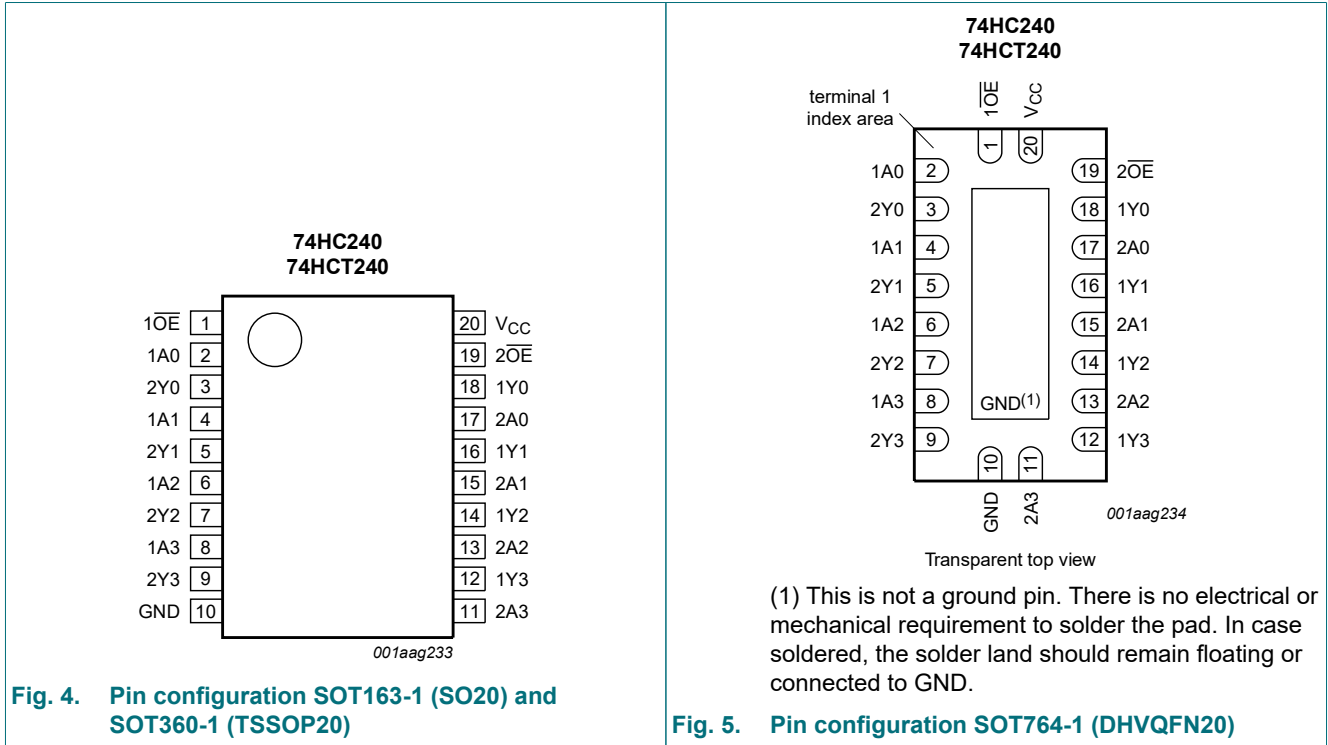 74HC240
74HCT240
1OE 1
1A0 2
2Y0 3
1A1 4
2Y1 5
1A2 6
2Y2 7
1A3 8
2Y3 9
GND 10
20 VCC
19 2OE
18 1Y0
17 2A0
16 1Y1
15 2A1
14 1Y2
13 2A2
12 1Y3
11 2A3
001aag233
Fig. 4. Pin configuration SOT163-1 (SO20) and
SOT360-1 (TSSOP20)
74HC240
74HCT240
terminal 1
index area
1OE
VCC
1
20
1A0 2
2Y0 3
1A1 4
2Y1 5
1A2 6
2Y2 7
1A3 8
2Y3 9
19 2OE
18 1Y0
17 2A0
16 1Y1
15 2A1
14 1Y2
13 2A2
12 1Y3
GND(1)
10
11
GND
2A3
001aag234
Transparent top view
(1) This is not a ground pin. There is no electrical or
mechanical requirement to solder the pad. In case
soldered, the solder land should remain floating or
connected to GND.
Fig. 5. Pin configuration SOT764-1 (DHVQFN20)